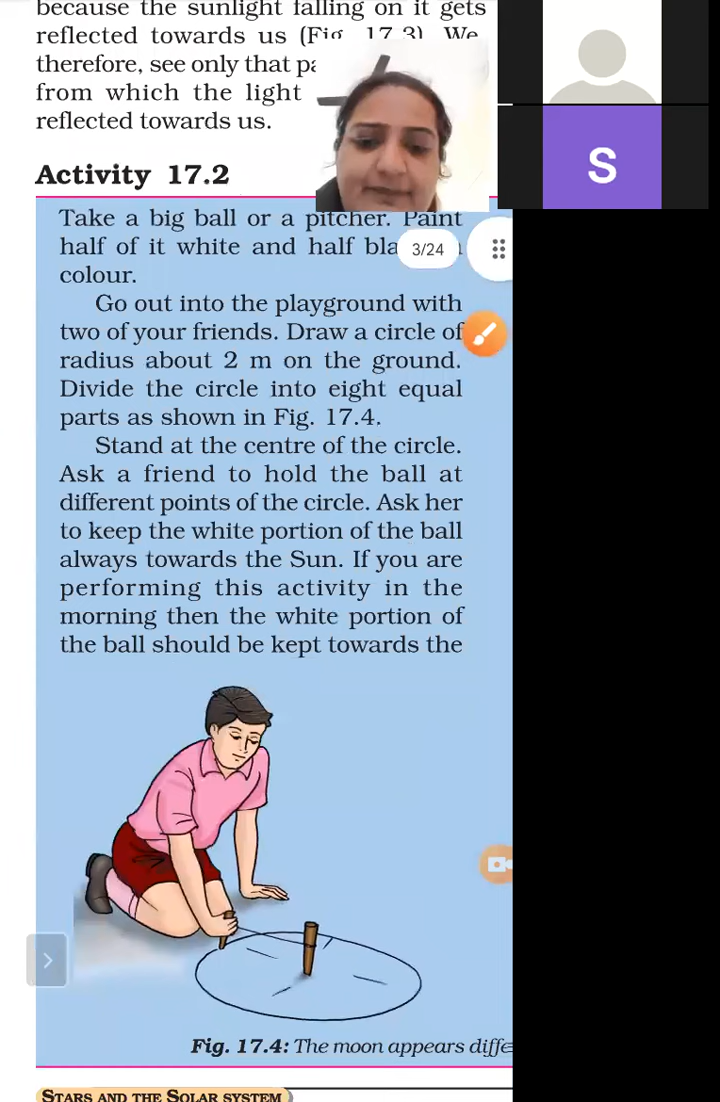 because the sunlight falling on it gets
reflected towards us (Fig. 17.3). We,
therefore, see only that
from which the light
reflected towards us.
Activity 17.2
Take a big ball or a pitcher. Paint
half of it white and half
colour.
Go out into the playground with
two of your friends. Draw a circle of
radius about 2 m on the ground.
Divide the circle into eight equal
parts as shown in Fig. 17.4.
Stand at the centre of the circle.
Ask a friend to hold the ball at
different points of the circle. Ask her
to keep the white portion of the ball
always towards the Sun. If you are
performing this activity in the
morning then the white portion of
the ball should be kept towards the
Fig. 17.4: The moon appears
STARS AND THE SOLAR SYSTEM
3/24
S